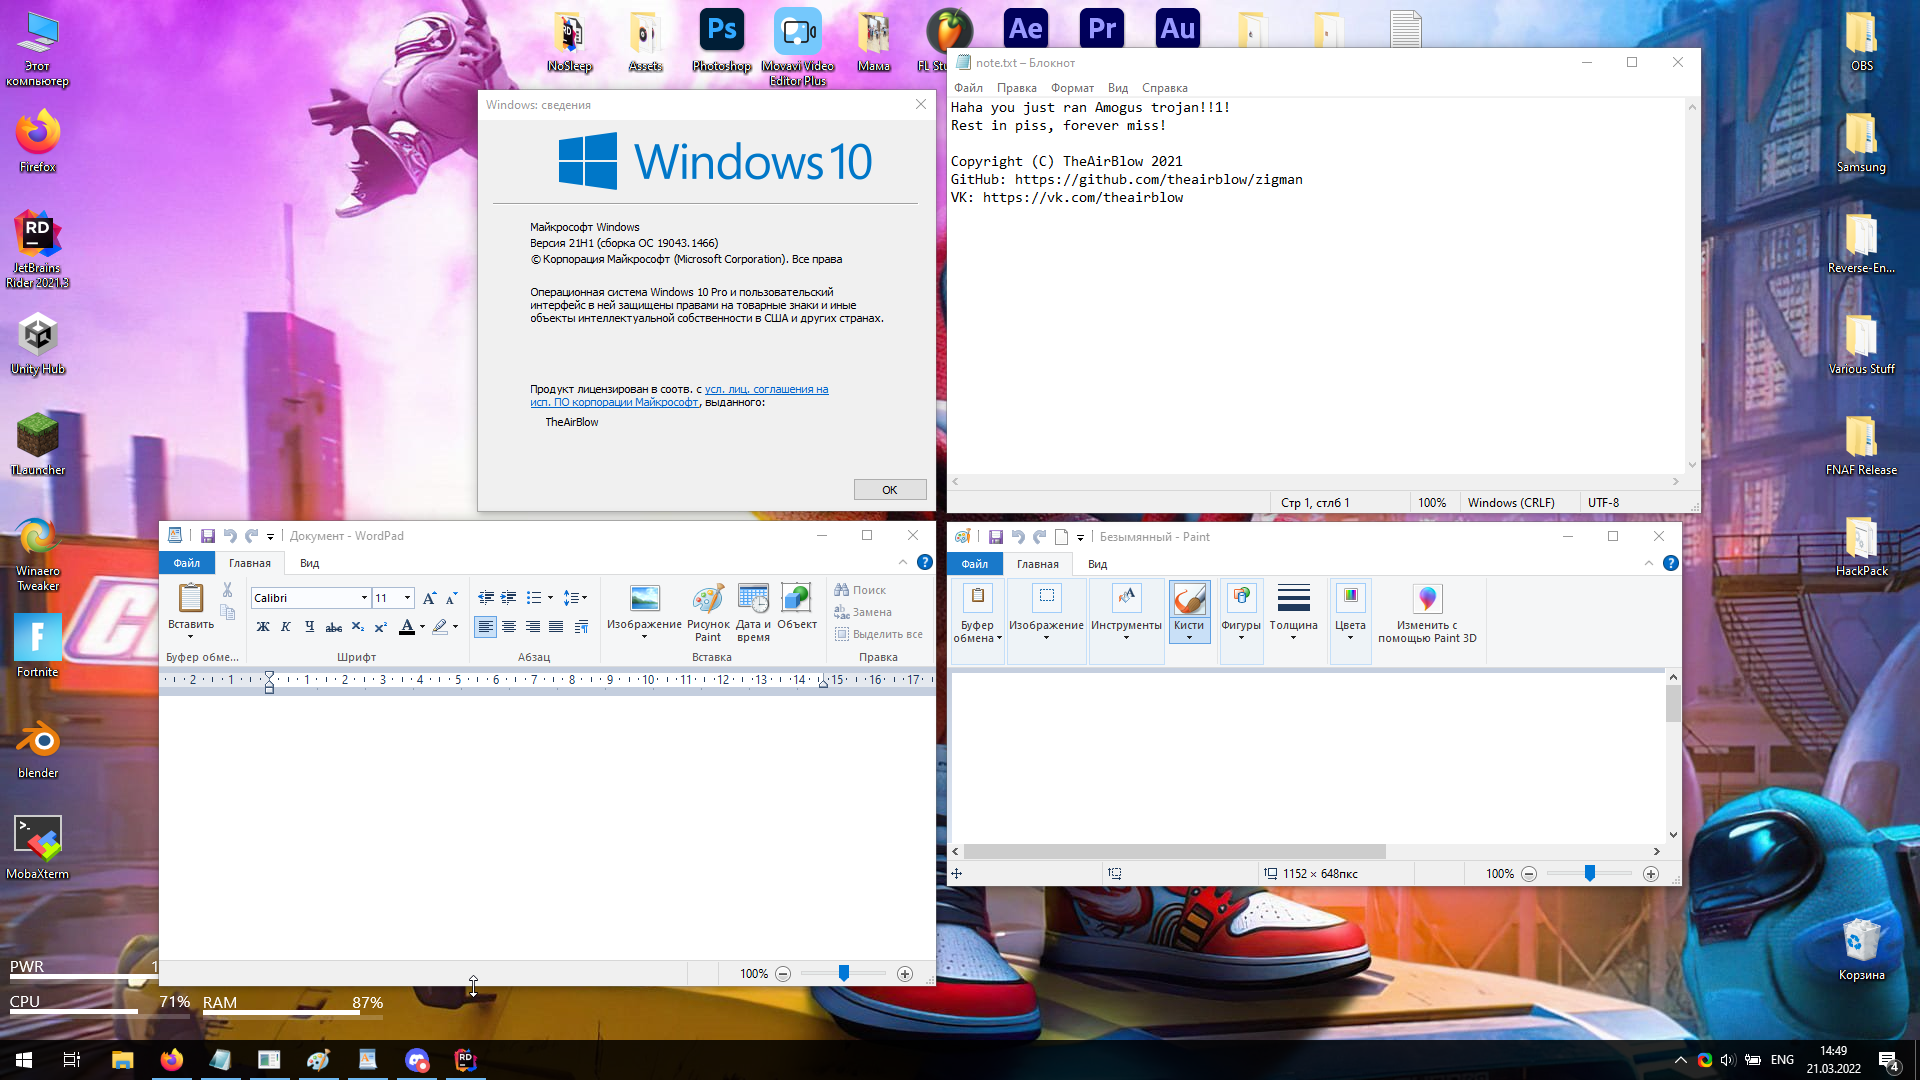 Этот
компьютер
Firefox
JetBrains
Rider 2021.3
Unity Hub
TLauncher
Winaero
Tweaker
Fortnite
blender
MobaXterm
NoSleep
Assets
Ps
Photoshop
Movavi Video
Editor Plus
Мама
FL Stu
Ae
Pr
Au
OBS
Samsung
Reverse-En...
Various Stuff
FNAF Release
HackPack
Корзина
Windows: сведения
Windows 10
Майкрософт Windows
Версия 21H1 (сборка ОС 19043.1466)
© Корпорация Майкрософт (Microsoft Corporation). Все права
Операционная система Windows 10 Pro и пользовательский
интерфейс в ней защищены правами на товарные знаки и иные
объекты интеллектуальной собственности в США и других странах.
Продукт лицензирован в соотв. с усл. лиц. соглашения на
исп. ПО корпорации Майкрософт, выданного:
TheAirBlow
OK
note.txt – Блокнот
Файл Правка Формат Вид Справка
Haha you just ran Amogus trojan!!1!
Rest in piss, forever miss!
Copyright (C) TheAirBlow 2021
GitHub: https://github.com/theairblow/zigman
VK: https://vk.com/theairblow
Стр 1, стлб 1 100% Windows (CRLF) UTF-8
Документ - WordPad
Файл Главная Вид
Вставить
Calibri 11
Ж К Ч abc X₂ X²
Изображение
Рисунок
Paint
Дата и
время
Объект
Поиск
Замена
Выделить все
Буфер обме... Шрифт Абзац Вставка Правка
2 1 1 2 3 4 5 6 7 8 9 10 11 12 13 14 15 16 17
100%
Безымянный - Paint
Файл Главная Вид
Буфер
обмена
Изображение
Инструменты
Кисти
Фигуры
Толщина
Цвета
Изменить с
помощью Paint 3D
1152 × 648пкс 100%
PWR 1
CPU 71% RAM 87%
ENG
14:49
21.03.2022
4